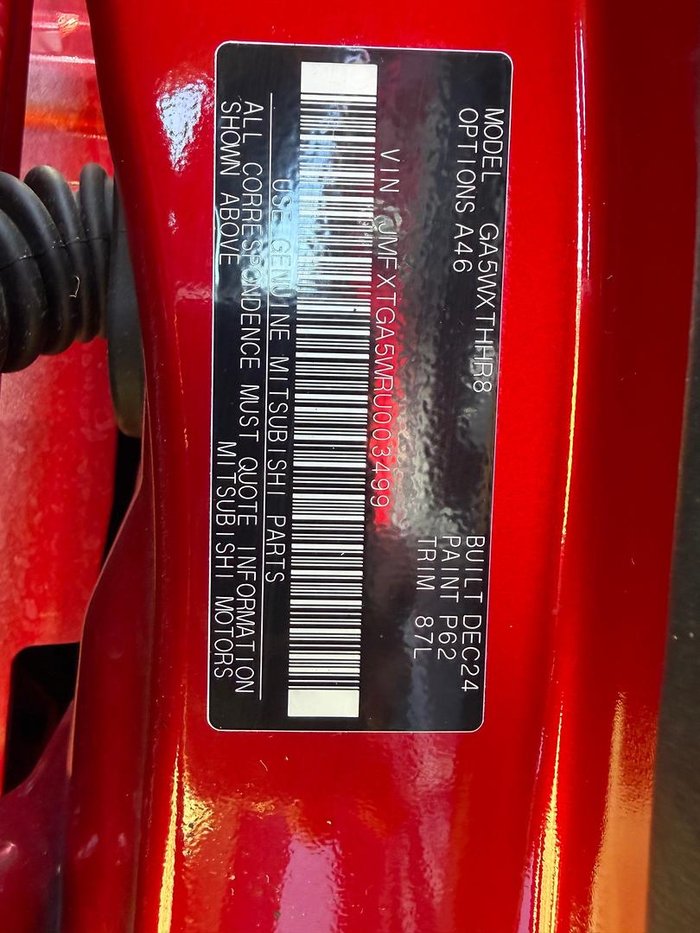 MODEL GA5WXTHHR8
OPTIONS A46
BUILT DEC24
PAINT P62
TRIM 87L
VIN JMFXTGA5WRU003499
USE GENUINE MITSUBISHI PARTS
ALL CORRESPONDENCE MUST QUOTE INFORMATION
SHOWN ABOVE
MITSUBISHI MOTORS